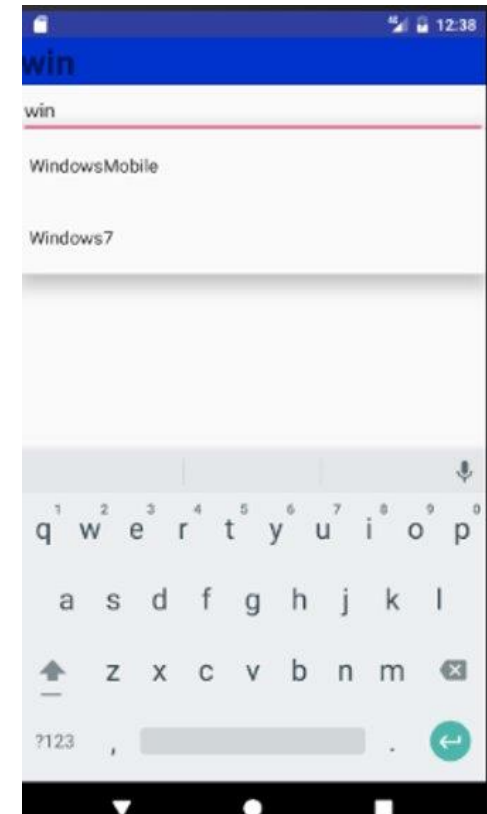 12:38
win
win
WindowsMobile
Windows7
1 2 3 4 5 6 7 8 9 0
q w e r t y u i o p
a s d f g h j k l
z x c v b n m
?123 , .